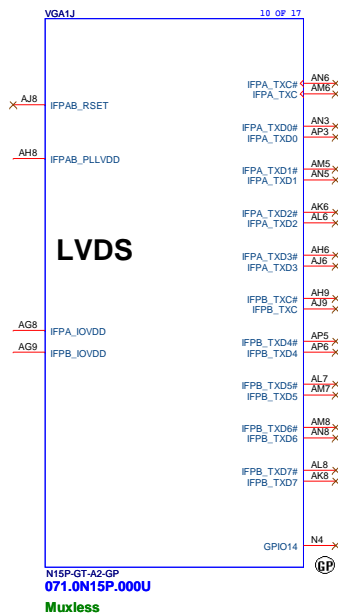 VGA1J 10 OF 17
AN6
IFPA_TXC#
AM6
IFPA_TXC
AJ8 IFPAB_RSET
AN3
IFPA_TXD0#
AP3
IFPA_TXD0
AH8 IFPAB_PLLVDD
AM5
IFPA_TXD1#
AN5
IFPA_TXD1
AK6
IFPA_TXD2#
AL6
IFPA_TXD2
LVDS
AH6
IFPA_TXD3#
AJ6
IFPA_TXD3
AH9
IFPB_TXC#
AJ9
IFPB_TXC
AG8 IFPA_IOVDD
AP5
IFPB_TXD4#
AP6
IFPB_TXD4
AG9 IFPB_IOVDD
AL7
IFPB_TXD5#
AM7
IFPB_TXD5
AM8
IFPB_TXD6#
AN8
IFPB_TXD6
AL8
IFPB_TXD7#
AK8
IFPB_TXD7
N4
GPIO14
GP
N15P-GT-A2-GP
071.0N15P.000U
Muxless